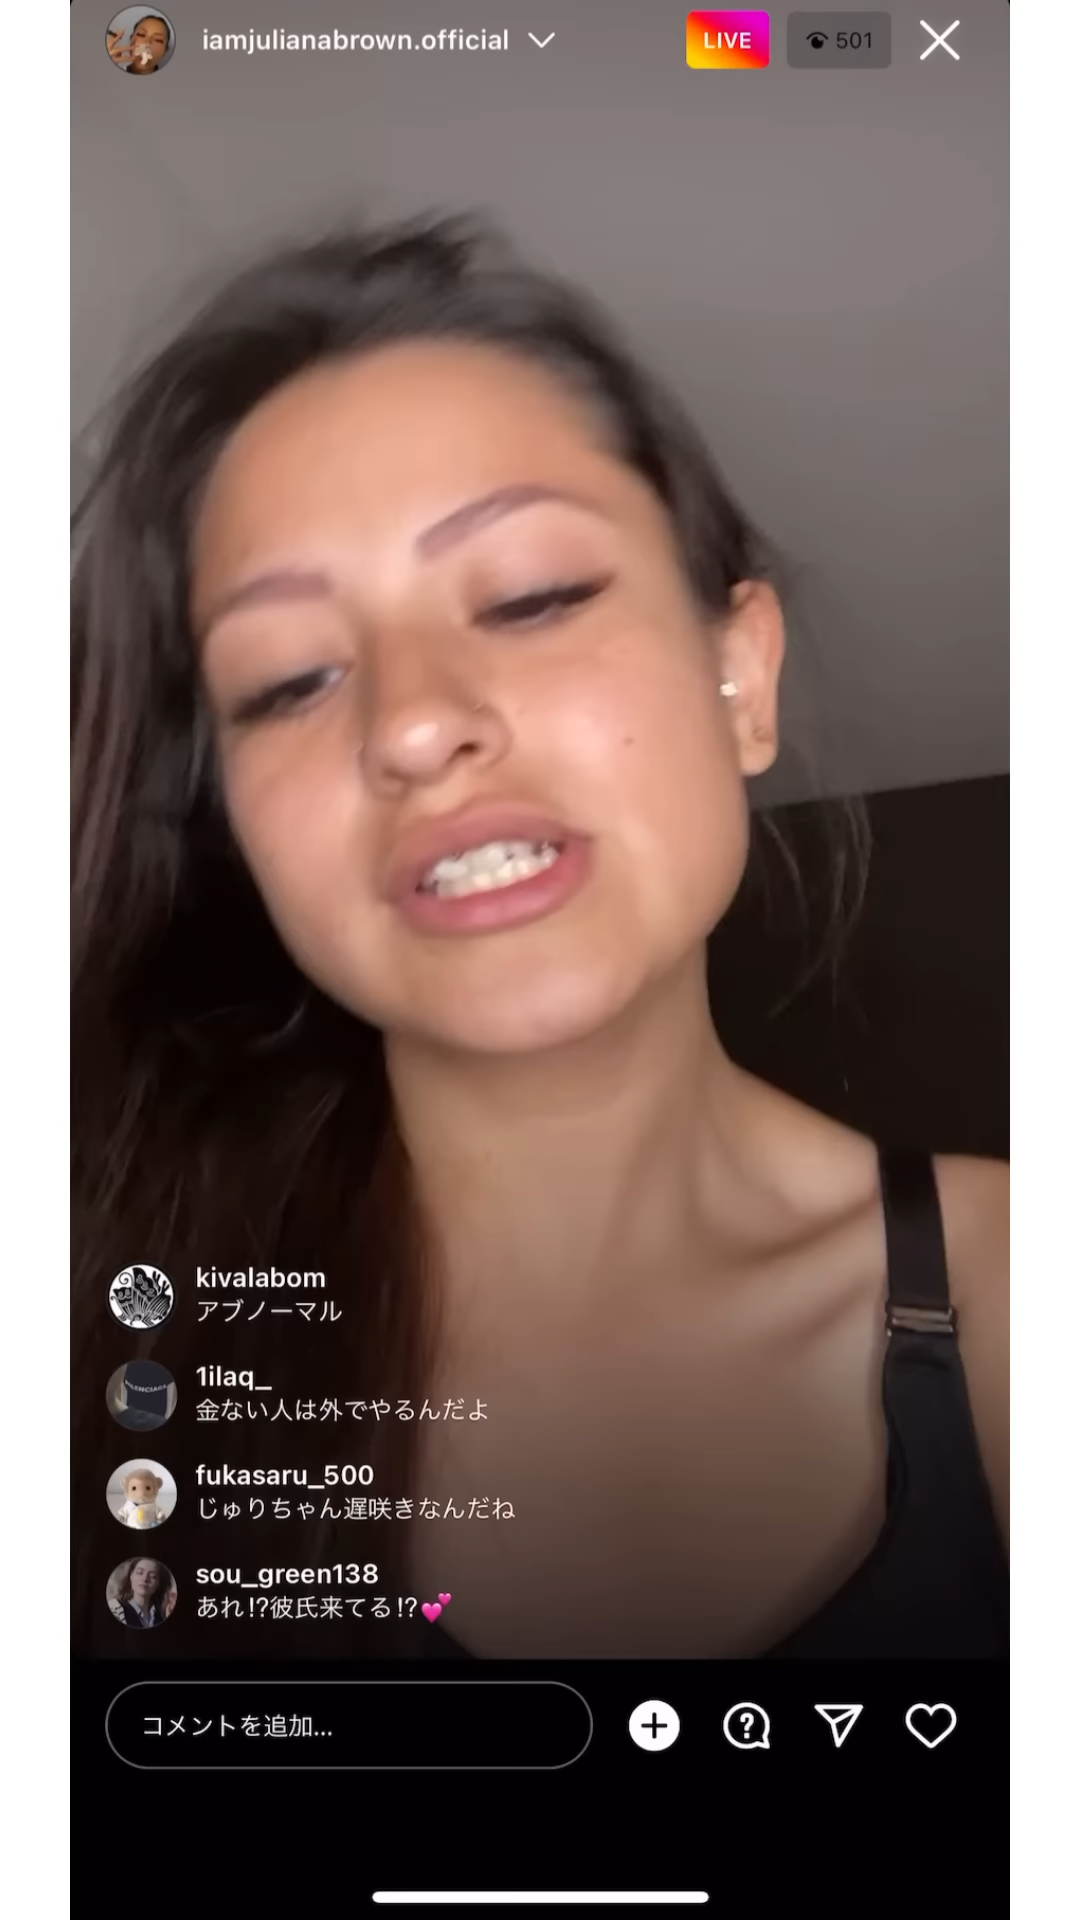 iamjulianabrown.official
LIVE
501
kivalabom
アブノーマル
1ilaq_
金ない人は外でやるんだよ
fukasaru_500
じゅりちゃん遅咲きなんだね
sou_green138
あれ⁉彼氏来てる⁉💕
コメントを追加...